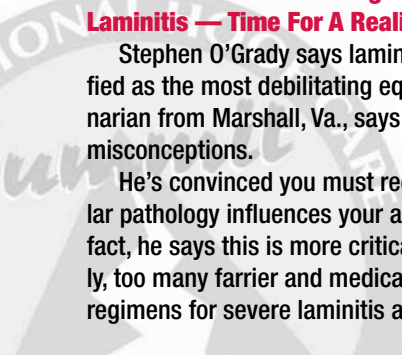 Laminitis — Time For A Reali
Stephen O’Grady says lamin
fied as the most debilitating eq
narian from Marshall, Va., says
misconceptions.
He’s convinced you must rec
lar pathology influences your a
fact, he says this is more critica
ly, too many farrier and medica
regimens for severe laminitis a